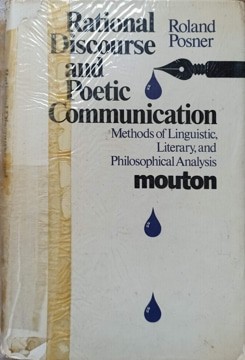 Rational
Discourse
and
Poetic
Communication
Roland
Posner
Methods of Linguistic,
Literary, and
Philosophical Analysis
mouton